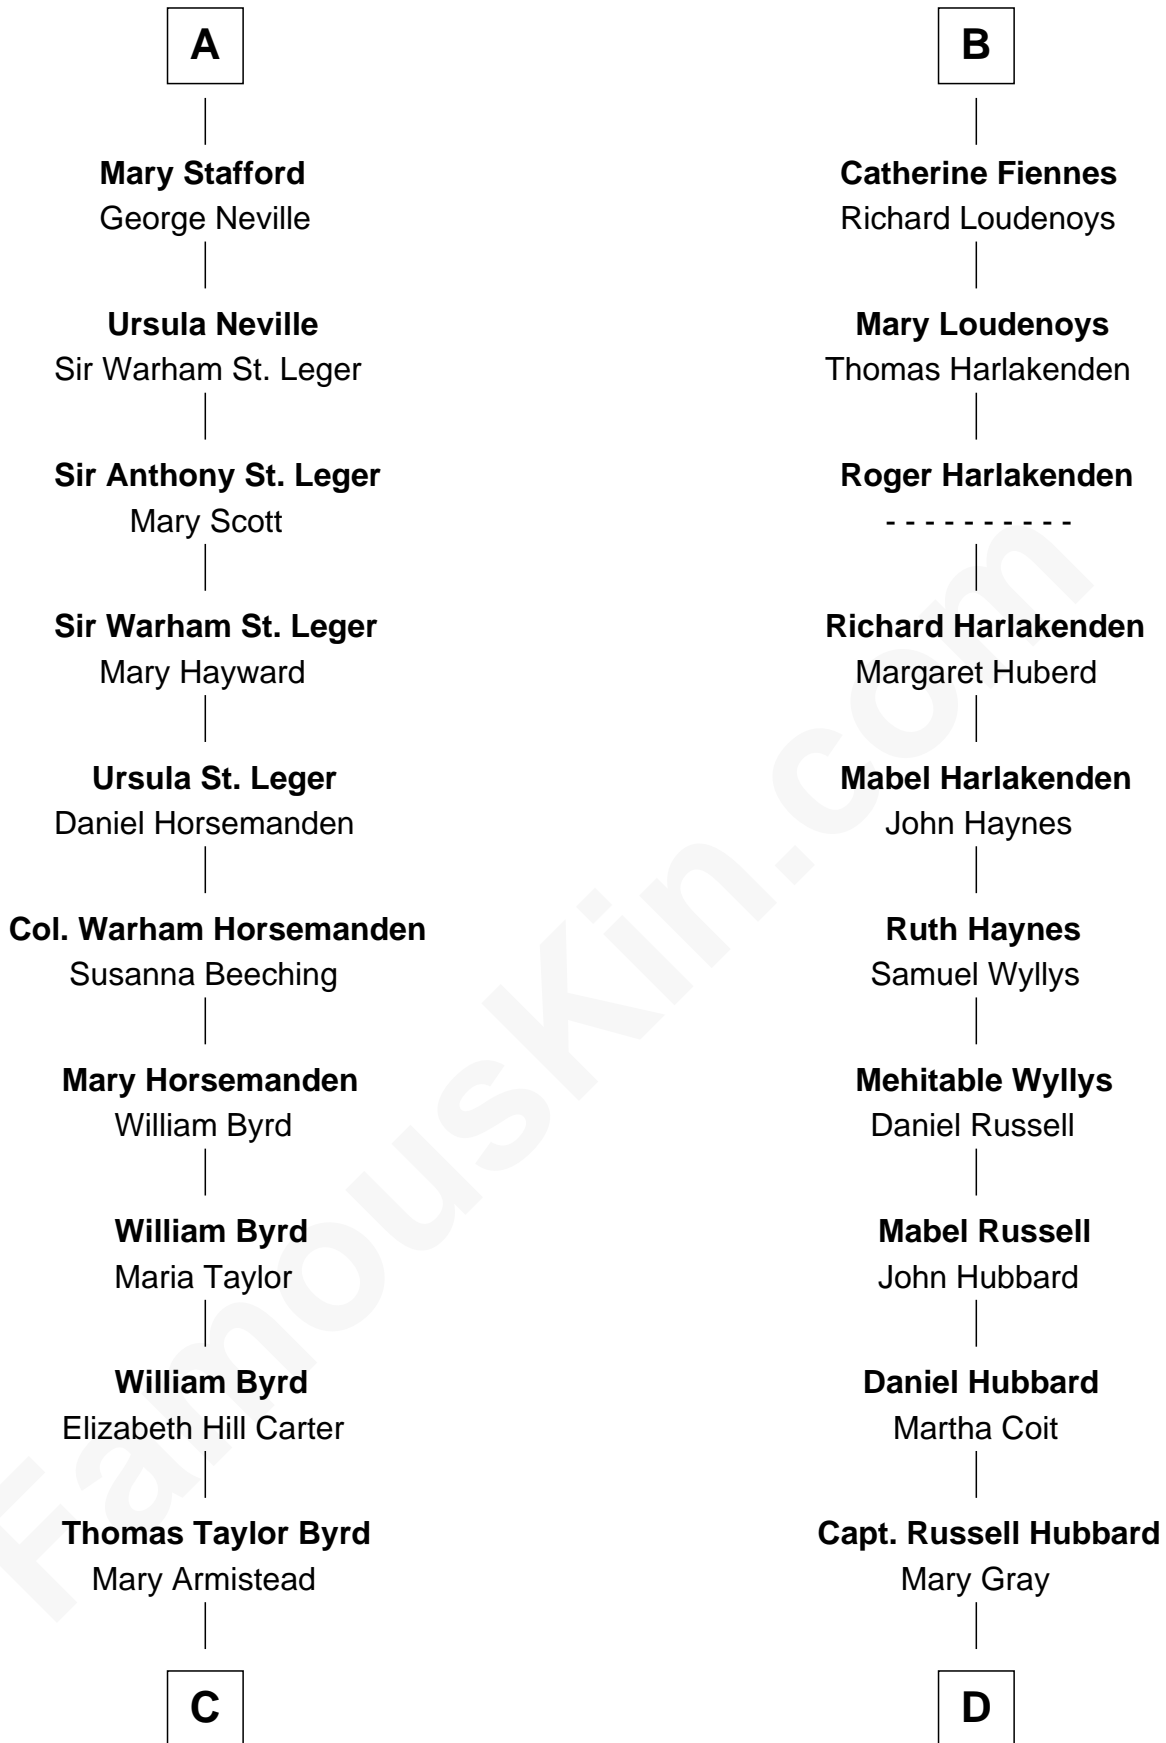 A
Mary Stafford
George Neville
Ursula Neville
Sir Warham St. Leger
Sir Anthony St. Leger
Mary Scott
Sir Warham St. Leger
Mary Hayward
Ursula St. Leger
Daniel Horsemanden
Col. Warham Horsemanden
Susanna Beeching
Mary Horsemanden
William Byrd
William Byrd
Maria Taylor
William Byrd
Elizabeth Hill Carter
Thomas Taylor Byrd
Mary Armistead
C
B
Catherine Fiennes
Richard Loudenoys
Mary Loudenoys
Thomas Harlakenden
Roger Harlakenden
- - - - - - - - - -
Richard Harlakenden
Margaret Huberd
Mabel Harlakenden
John Haynes
Ruth Haynes
Samuel Wyllys
Mehitable Wyllys
Daniel Russell
Mabel Russell
John Hubbard
Daniel Hubbard
Martha Coit
Capt. Russell Hubbard
Mary Gray
D
FamousKin.com